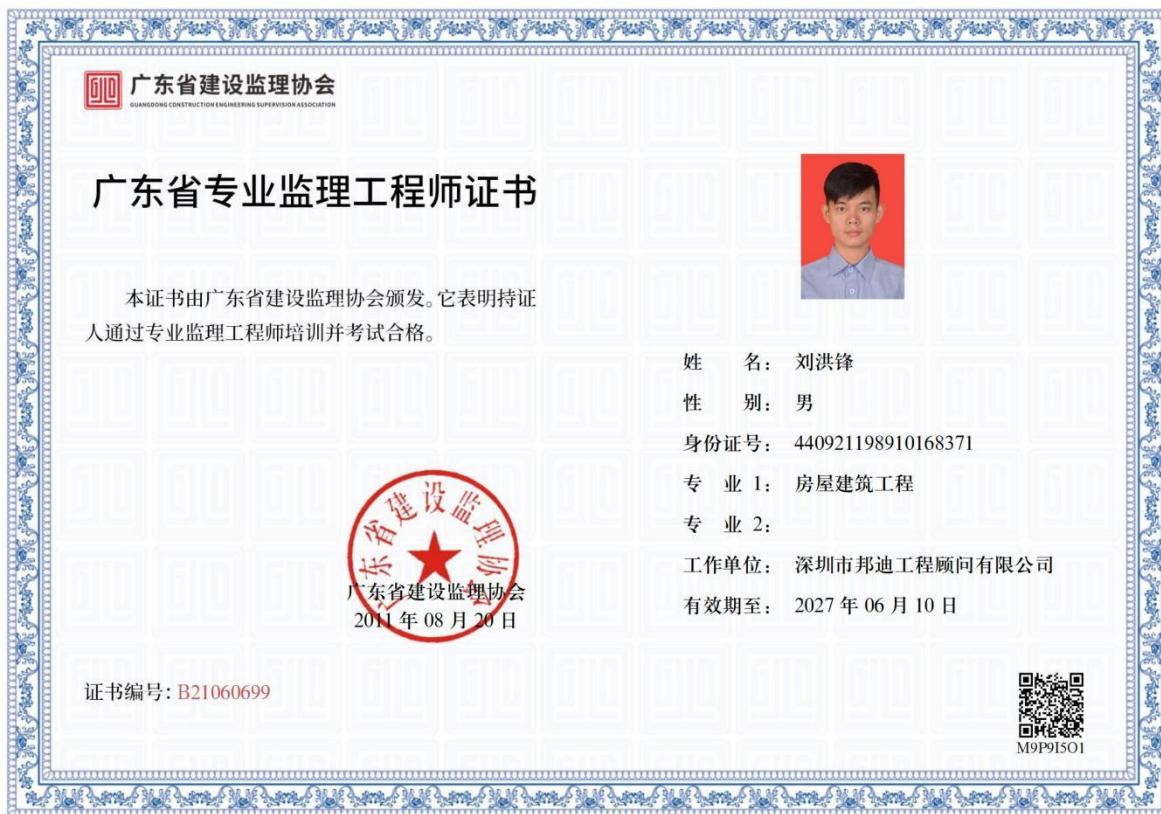 广东省建设监理协会
GUANGDONG CONSTRUCTION ENGINEERING SUPERVISION ASSOCIATION
广东省专业监理工程师证书
本证书由广东省建设监理协会颁发。它表明持证
人通过专业监理工程师培训并考试合格。
姓 名: 刘洪锋
性 别: 男
身份证号: 440921198910168371
专 业 1: 房屋建筑工程
专 业 2:
工作单位: 深圳市邦迪工程顾问有限公司
有效期至: 2027 年 06 月 10 日
广东省建设监理协会
广东省建设监理协会
2011 年 08 月 20 日
证书编号: B21060699
M9P9I5O1